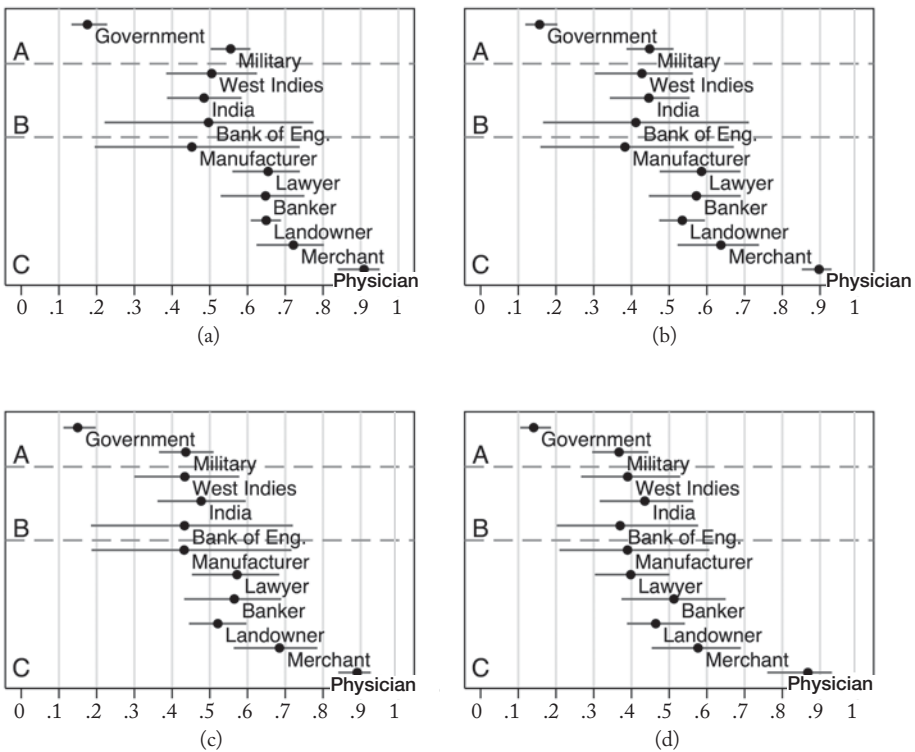 A
Government
Military
West Indies
India
B
Bank of Eng.
Manufacturer
Lawyer
Banker
Landowner
Merchant
C
Physician
0 .1 .2 .3 .4 .5 .6 .7 .8 .9 1
(a)
A
Government
Military
West Indies
India
B
Bank of Eng.
Manufacturer
Lawyer
Banker
Landowner
Merchant
C
Physician
0 .1 .2 .3 .4 .5 .6 .7 .8 .9 1
(b)
A
Government
Military
West Indies
India
B
Bank of Eng.
Manufacturer
Lawyer
Banker
Landowner
Merchant
C
Physician
0 .1 .2 .3 .4 .5 .6 .7 .8 .9 1
(c)
A
Government
Military
West Indies
India
B
Bank of Eng.
Manufacturer
Lawyer
Banker
Landowner
Merchant
C
Physician
0 .1 .2 .3 .4 .5 .6 .7 .8 .9 1
(d)